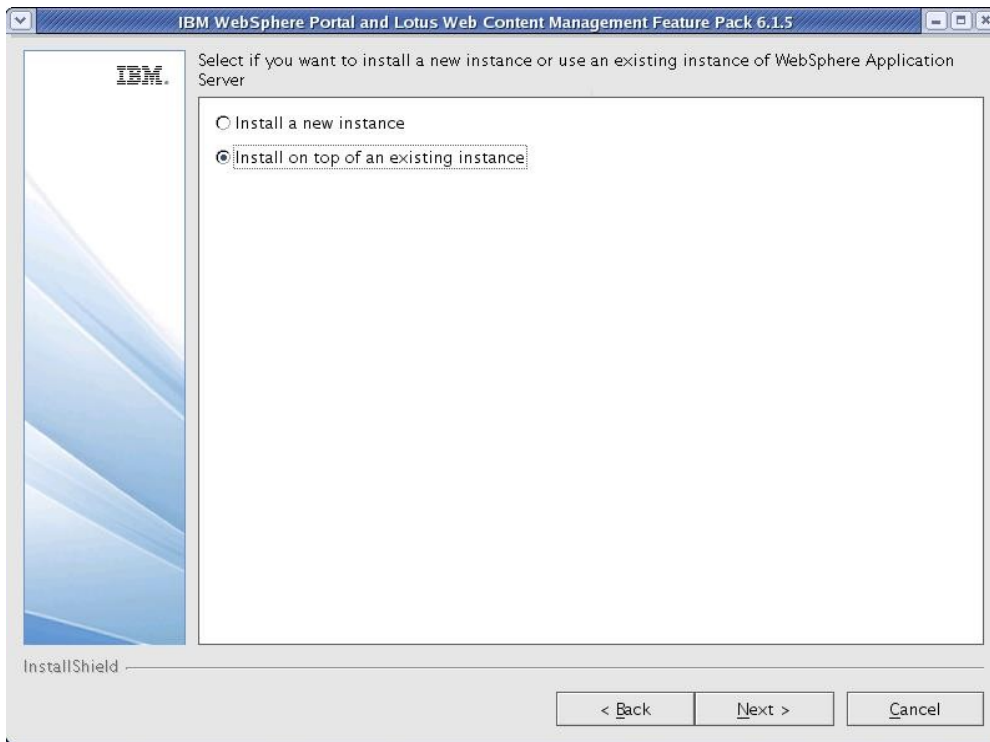 IBM WebSphere Portal and Lotus Web Content Management Feature Pack 6.1.5
IBM.
Select if you want to install a new instance or use an existing instance of WebSphere Application
Server
Install a new instance
Install on top of an existing instance
InstallShield
< Back
Next >
Cancel